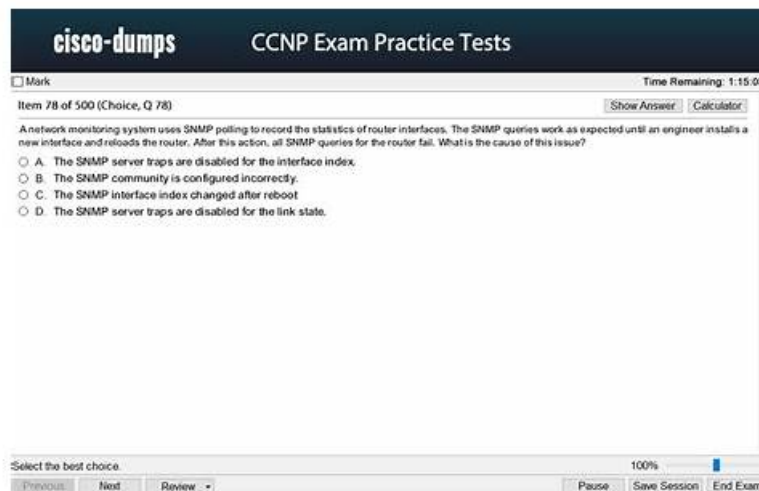 cisco-dumps CCNP Exam Practice Tests
Mark Time Remaining: 1:15:0
Item 78 of 500 (Choice, Q 78) Show Answer Calculator
A network monitoring system uses SNMP polling to record the statistics of router interfaces. The SNMP queries work as expected until an engineer installs a
new interface and reloads the router. After this action, all SNMP queries for the router fail. What is the cause of this issue?
A. The SNMP server traps are disabled for the interface index.
B. The SNMP community is configured incorrectly.
C. The SNMP interface index changed after reboot
D. The SNMP server traps are disabled for the link state.
Select the best choice. 100%
Previous Next Review Pause Save Session End Exam